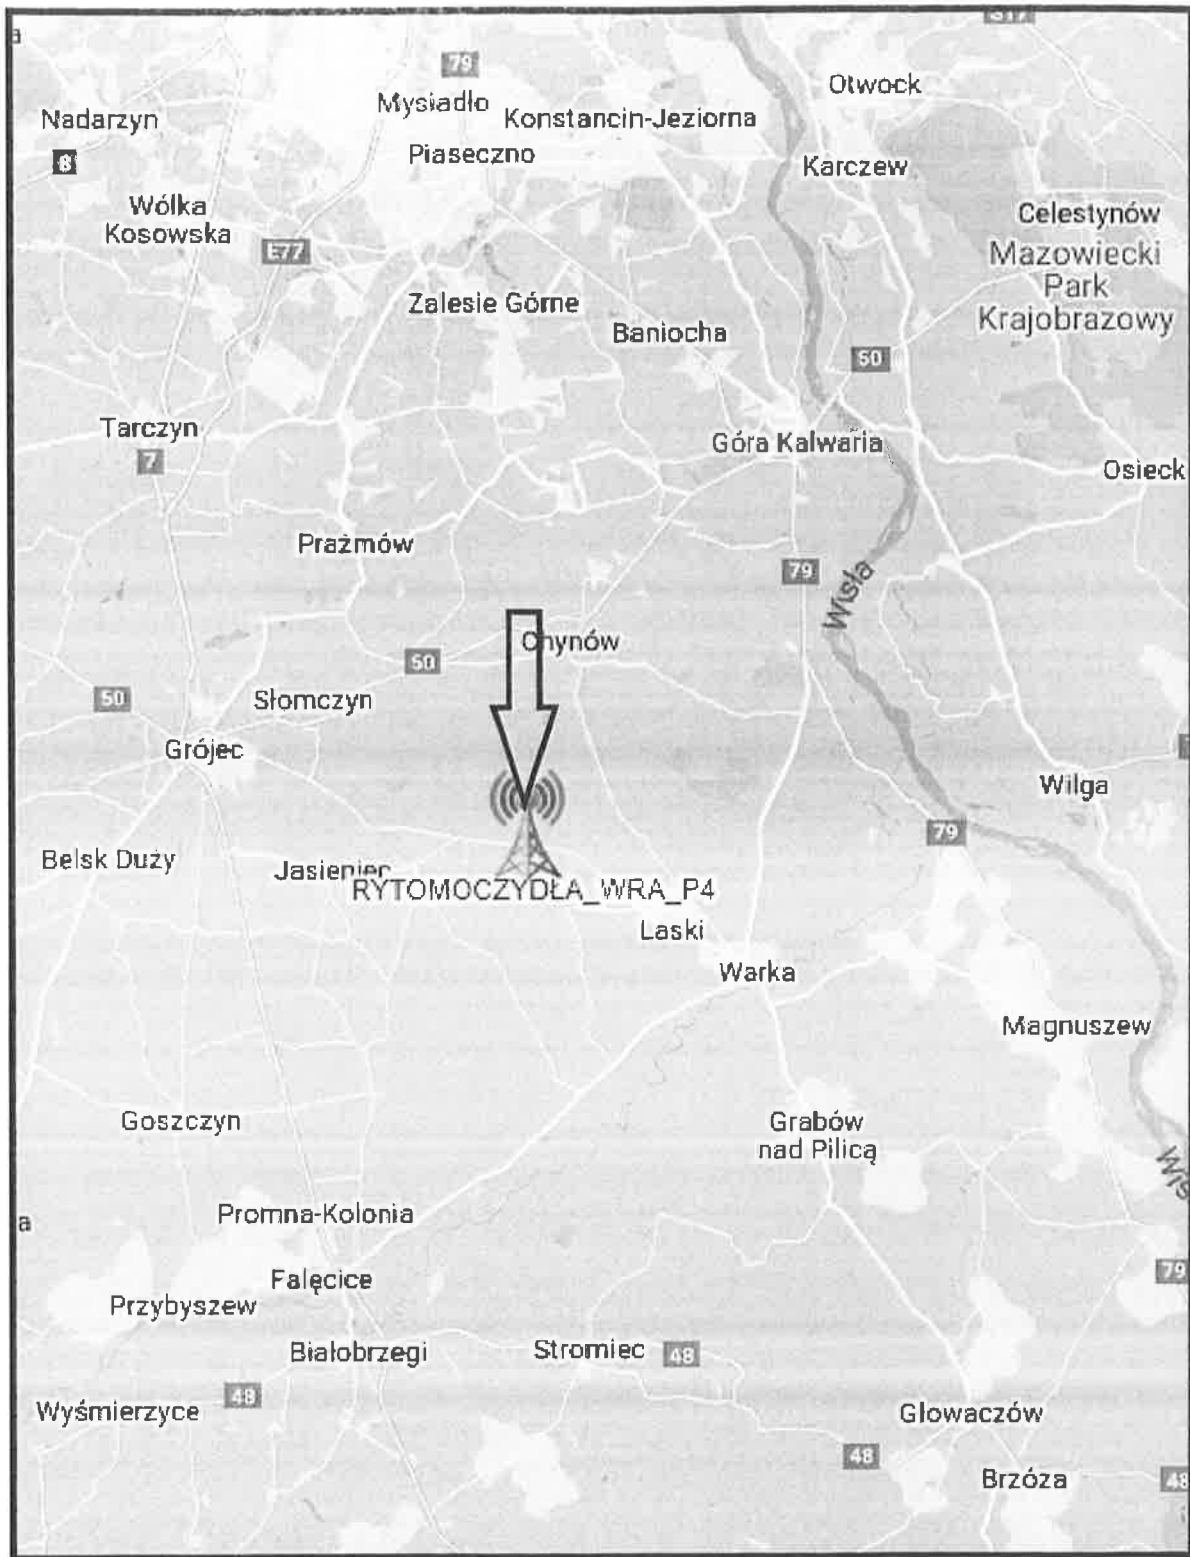 a
S17
79
Otwock
Mysiadło
Nadarzyn
Konstancin-Jeziorna
8
Piaseczno
Karczew
Wólka
Kosowska
Celestynów
E77
Mazowiecki
Park
Krajobrazowy
Zalesie Górne
Baniocha
50
Tarczyn
Góra Kalwaria
7
Osieck
Prażmów
79
Wisła
Chynów
50
50
Słomczyn
Grójec
Wilga
79
Belsk Duży
Jasieniec
RYTOMOCZYDŁA_WRA_P4
Laski
Warka
Magnuszew
Goszczyn
Grabów
nad Pilicą
Wis
a
Promna-Kolonia
79
Falęcice
Przybyszew
Białobrzegi
Stromiec
48
48
Wyśmierzyce
Głowaczów
48
Brzóza
48